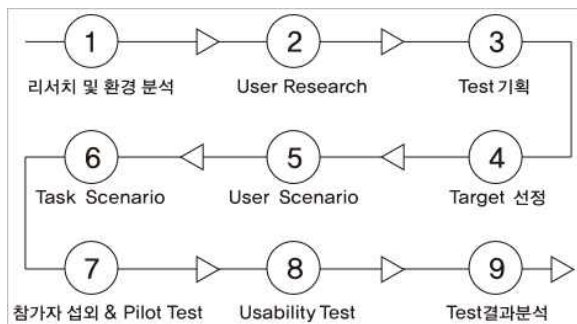 1
리서치 및 환경 분석
2
User Research
3
Test 기획
4
Target 선정
5
User Scenario
6
Task Scenario
7
참가자 섭외 & Pilot Test
8
Usability Test
9
Test결과분석